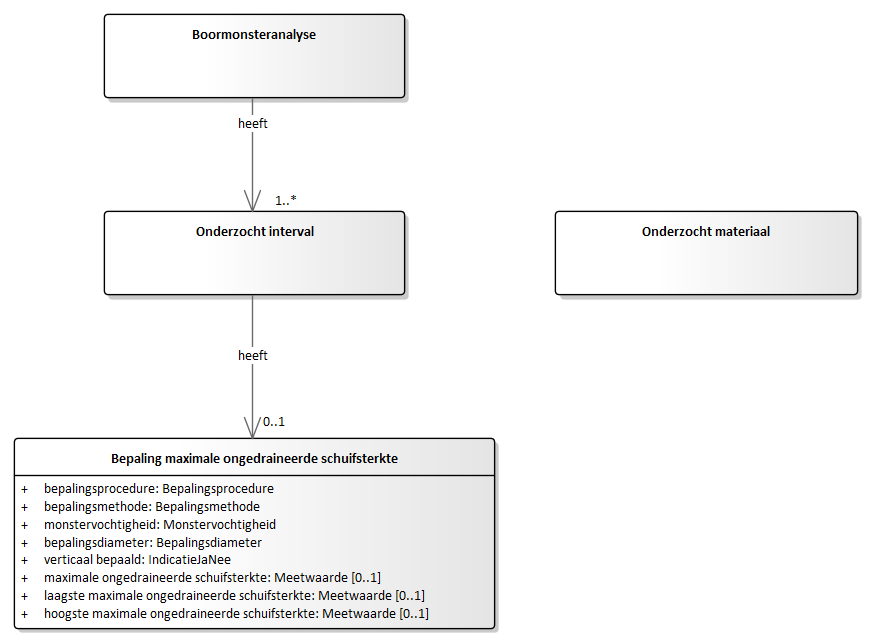 Boormonsteranalyse
heeft
1..*
Onderzocht interval
Onderzocht materiaal
heeft
0..1
Bepaling maximale ongedraineerde schuifsterkte
+ bepalingsprocedure: Bepalingsprocedure
+ bepalingsmethode: Bepalingsmethode
+ monstervochtigheid: Monstervochtigheid
+ bepalingsdiameter: Bepalingsdiameter
+ verticaal bepaald: IndicatieJaNee
+ maximale ongedraineerde schuifsterkte: Meetwaarde [0..1]
+ laagste maximale ongedraineerde schuifsterkte: Meetwaarde [0..1]
+ hoogste maximale ongedraineerde schuifsterkte: Meetwaarde [0..1]